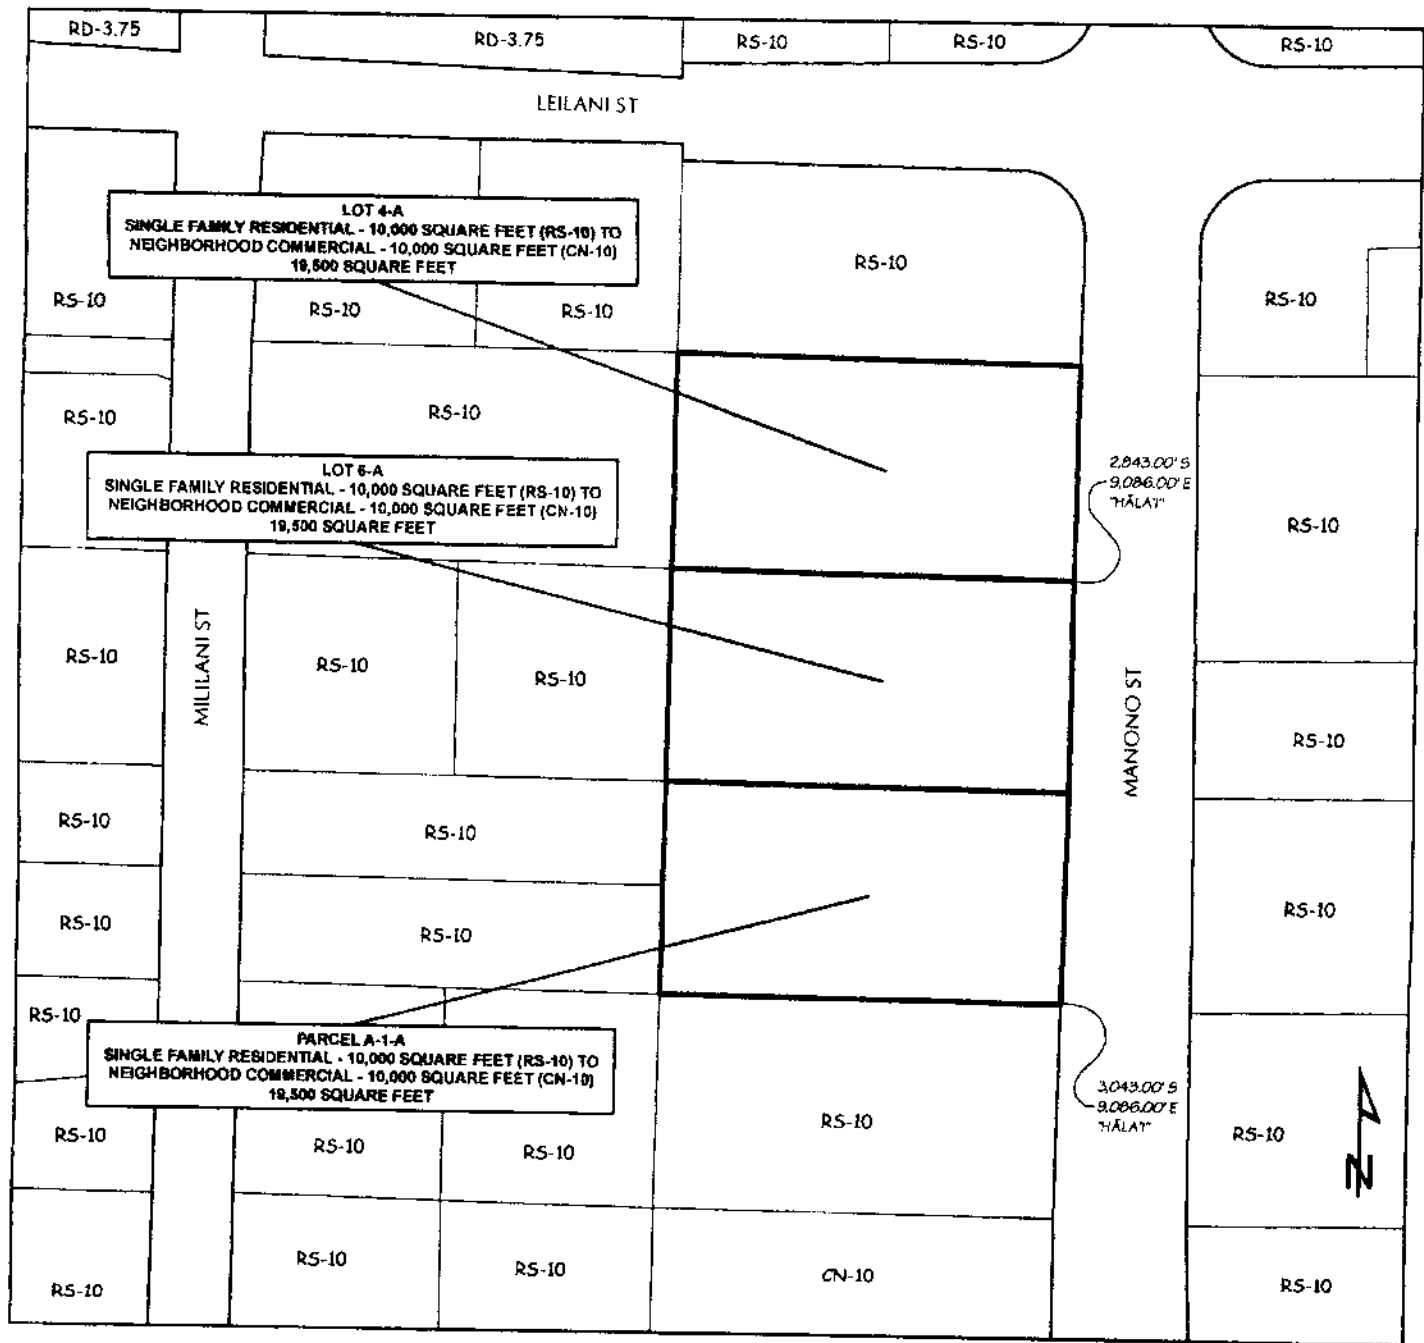 RD-3.75
RD-3.75
RS-10
RS-10
RS-10
LEILANI ST
LOT 4-A
SINGLE FAMILY RESIDENTIAL - 10,000 SQUARE FEET (RS-10) TO
NEIGHBORHOOD COMMERCIAL - 10,000 SQUARE FEET (CN-10)
19,500 SQUARE FEET
RS-10
RS-10
RS-10
RS-10
RS-10
RS-10
RS-10
2,843.00' S
9,086.00' E
"HĀLAI"
LOT 6-A
SINGLE FAMILY RESIDENTIAL - 10,000 SQUARE FEET (RS-10) TO
NEIGHBORHOOD COMMERCIAL - 10,000 SQUARE FEET (CN-10)
19,500 SQUARE FEET
RS-10
MILILANI ST
RS-10
RS-10
RS-10
MANONO ST
RS-10
RS-10
RS-10
RS-10
RS-10
RS-10
RS-10
PARCEL A-1-A
SINGLE FAMILY RESIDENTIAL - 10,000 SQUARE FEET (RS-10) TO
NEIGHBORHOOD COMMERCIAL - 10,000 SQUARE FEET (CN-10)
19,500 SQUARE FEET
3,043.00' S
9,086.00' E
"HĀLAI"
RS-10
RS-10
RS-10
RS-10
RS-10
N
RS-10
RS-10
RS-10
CN-10
RS-10